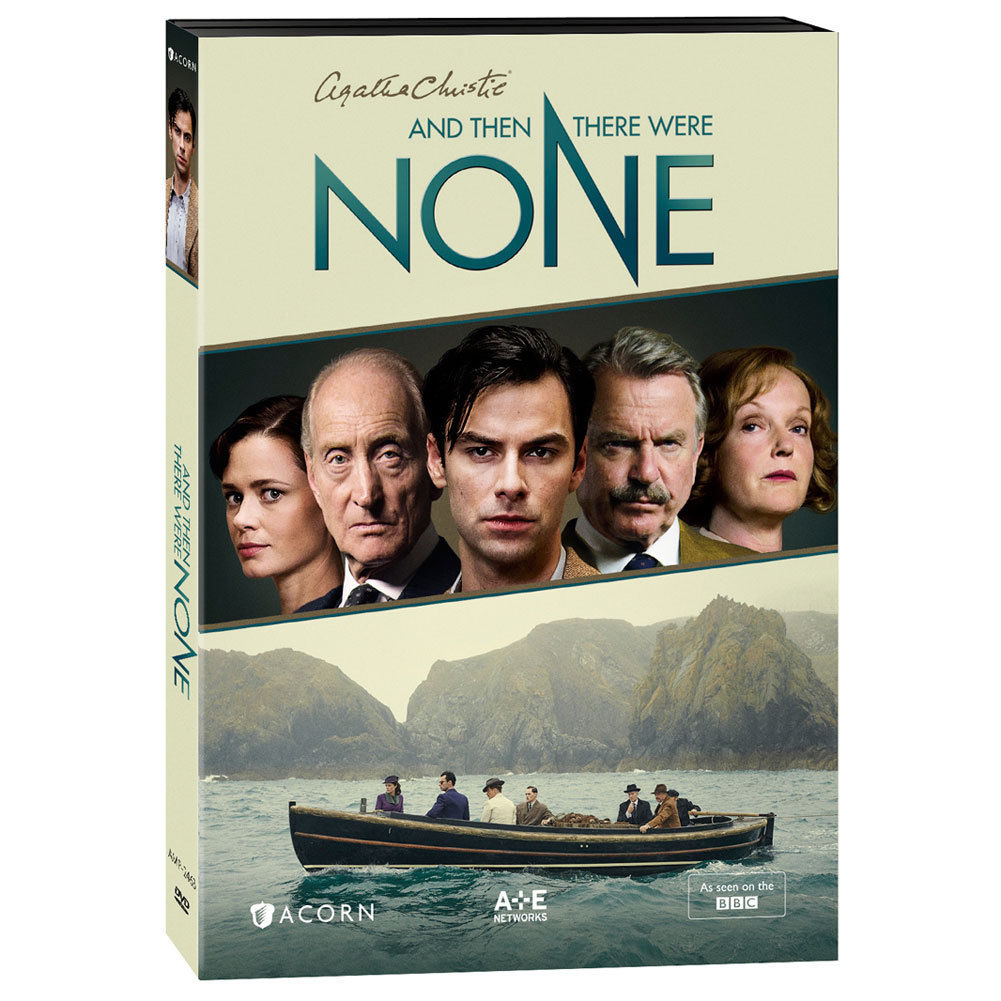 ACORN
Agatha Christie®
AND THEN THERE WERE
NONE
AND THEN
THERE WERE
NONE
DVD
ACORN
A+E
NETWORKS
As seen on the
BBC